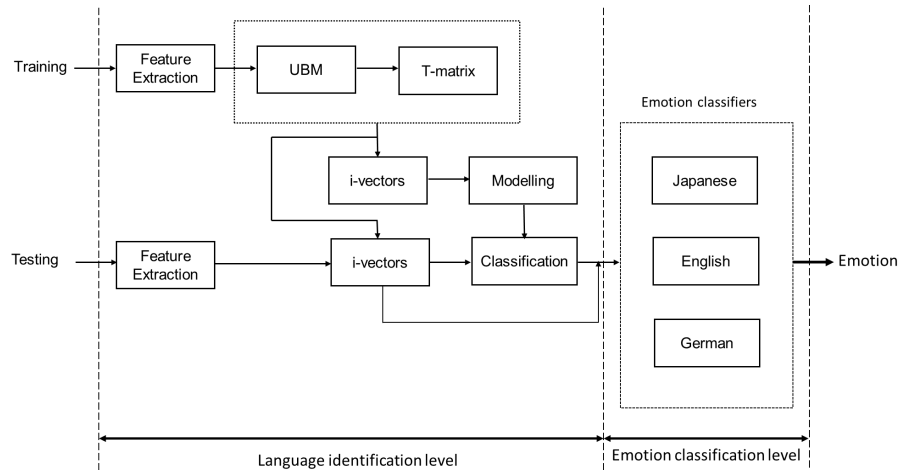 Training
Feature
Extraction
UBM
T-matrix
Emotion classifiers
i-vectors
Modelling
Japanese
Testing
Feature
Extraction
i-vectors
Classification
English
Emotion
German
Language identification level
Emotion classification level